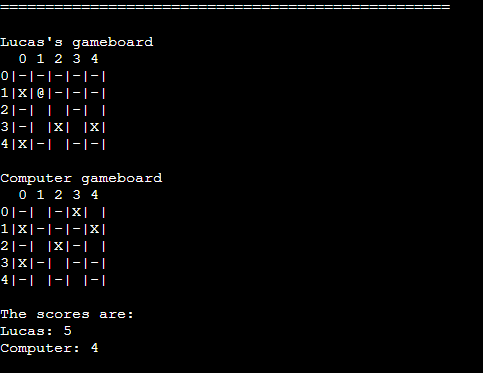 ==================================================
Lucas's gameboard
  0 1 2 3 4
0|-|-|-|-|-|
1|X|@|-|-|-|
2|-| | | | |
3|-| |X| |X|
4|X|-| |-|-|
Computer gameboard
  0 1 2 3 4
0|-| |-|X| |
1|X|-|-|-|X|
2|-| |X|-| |
3|X|-| |-|-|
4|-| |-| |-|
The scores are:
Lucas: 5
Computer: 4